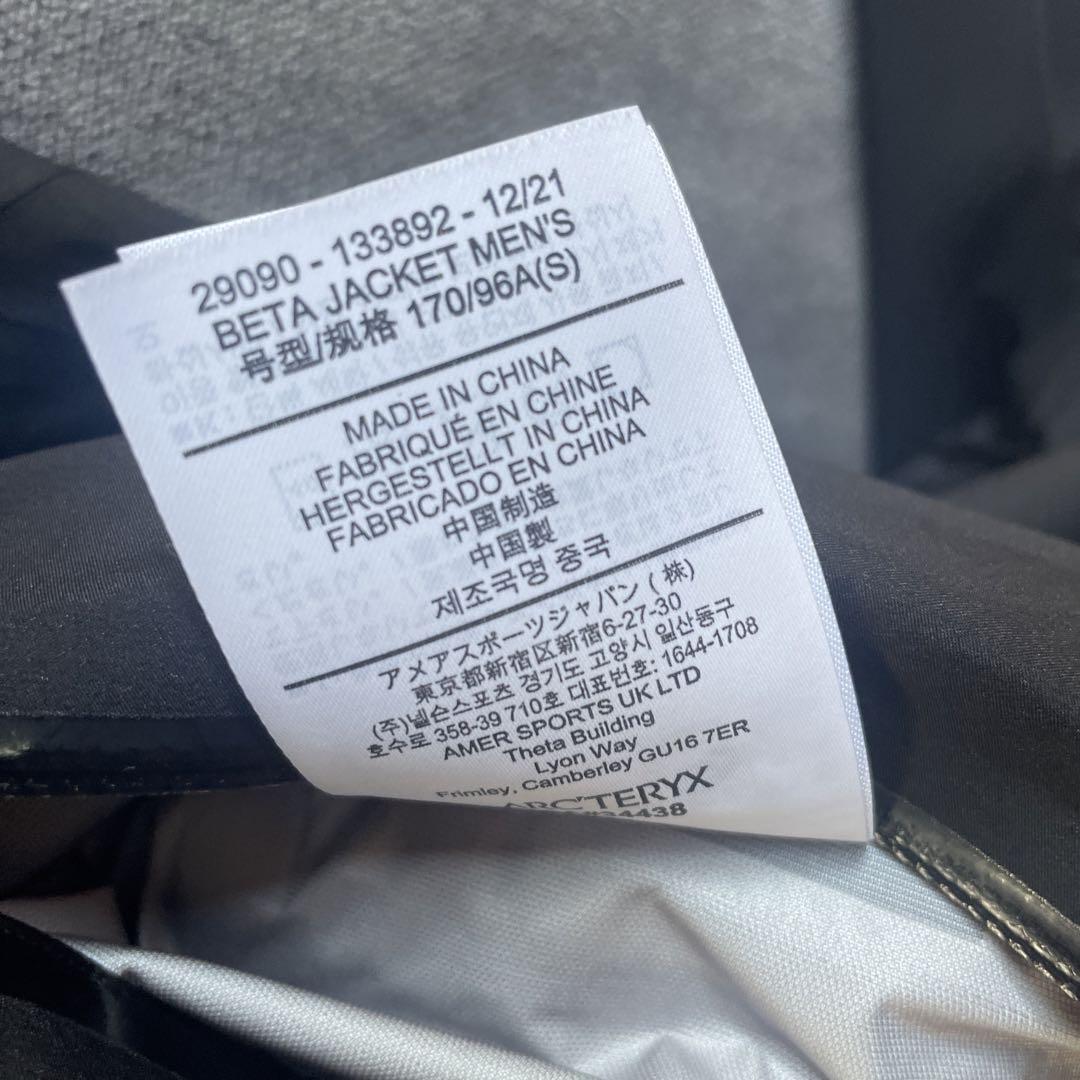 29090 - 133892 - 12/21
BETA JACKET MEN'S
号型/规格 170/96A(S)
MADE IN CHINA
FABRIQUÉ EN CHINE
HERGESTELLT IN CHINA
FABRICADO EN CHINA
中国制造
中国製
제조국명 중국
アメアスポーツジャパン (株)
東京都新宿区新宿6-27-30
(주)넬슨스포츠 경기도 고양시 일산동구
호수로 358-39 710호 대표번호: 1644-1708
AMER SPORTS UK LTD
Theta Building
Lyon Way
Frimley, Camberley GU16 7ER
ARC'TERYX